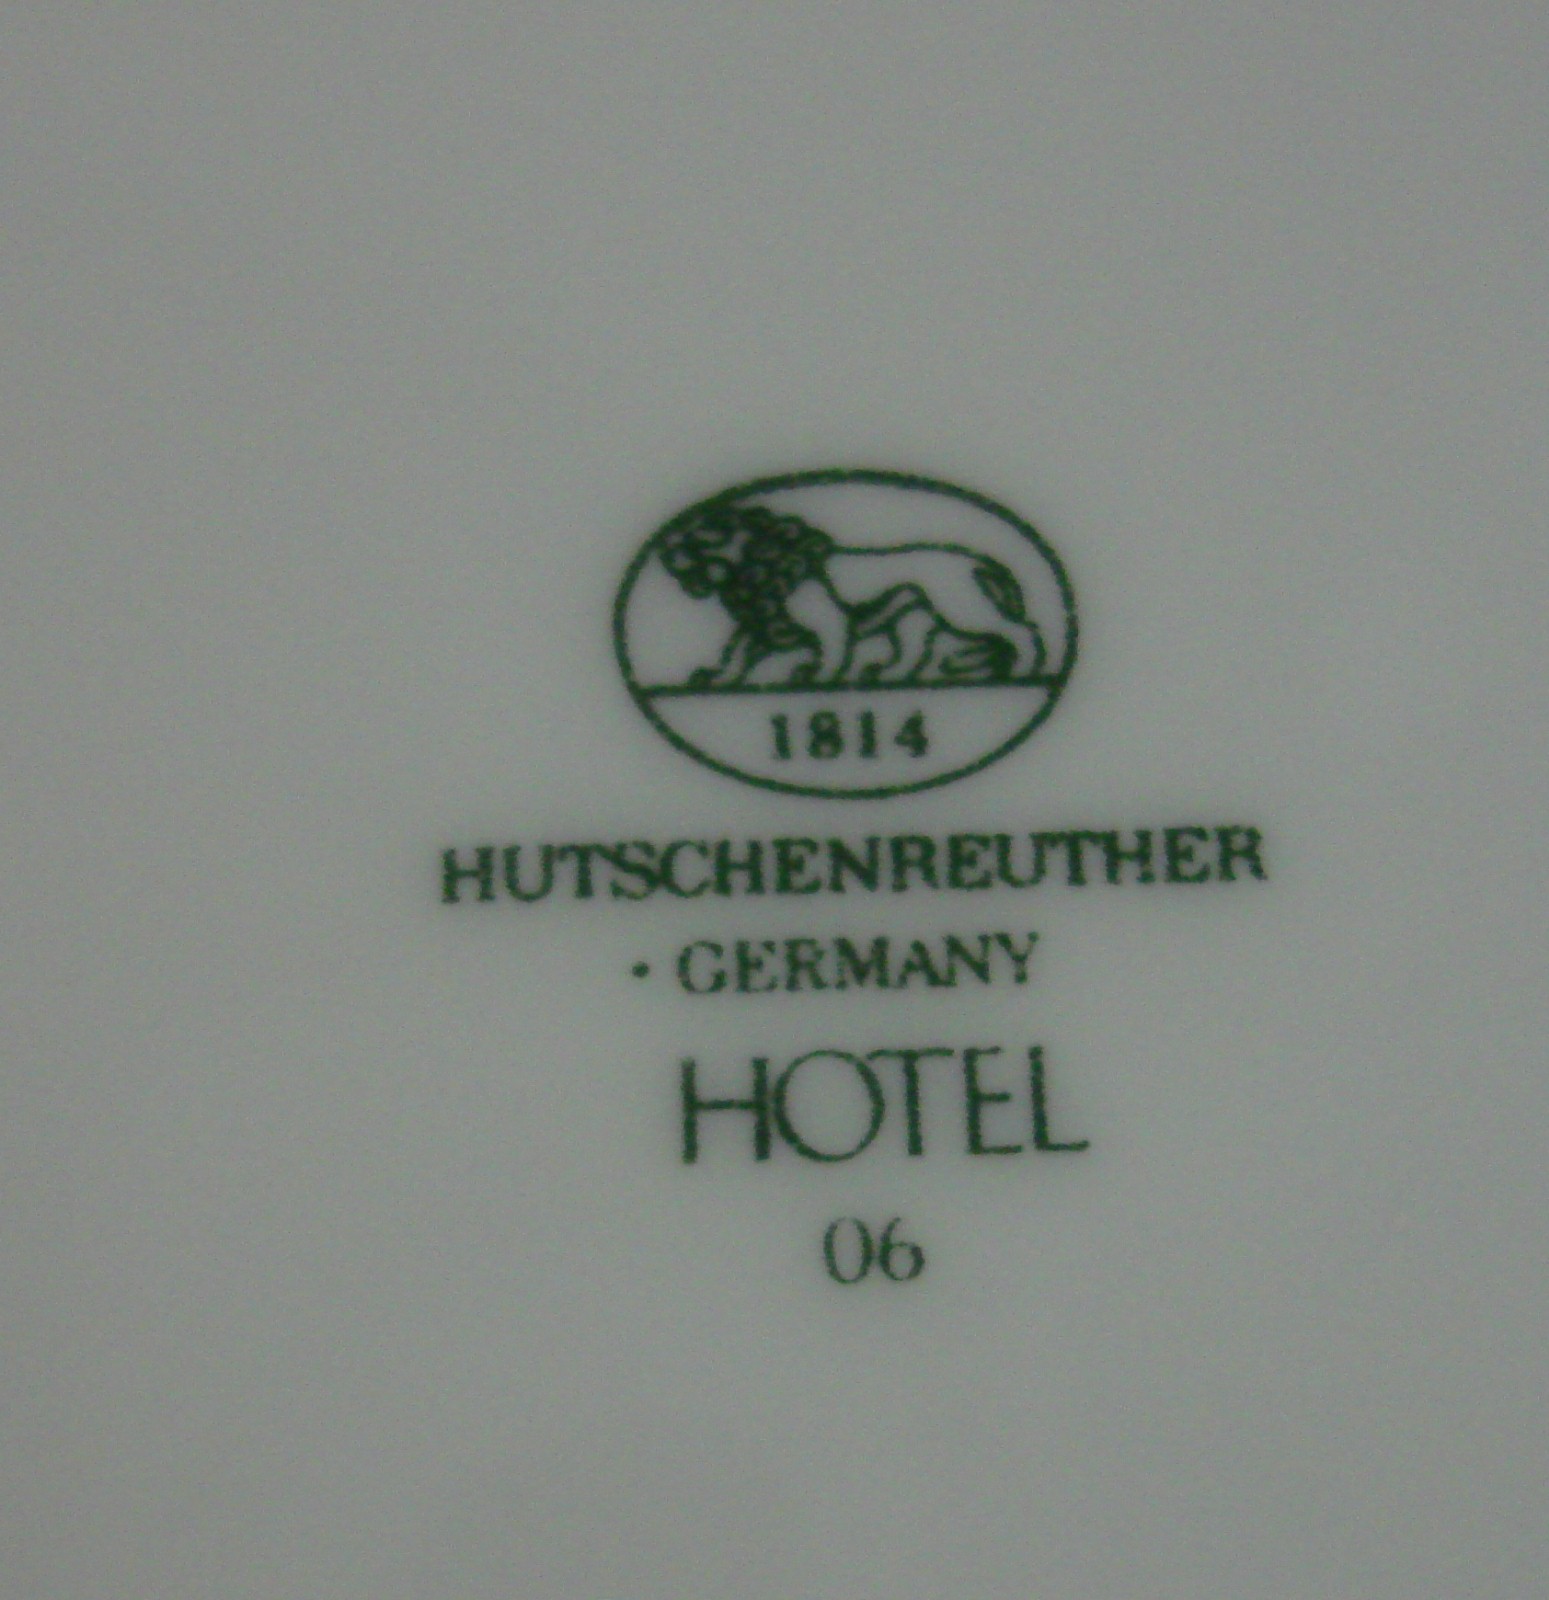 1814
HUTSCHENREUTHER
· GERMANY
HOTEL
06